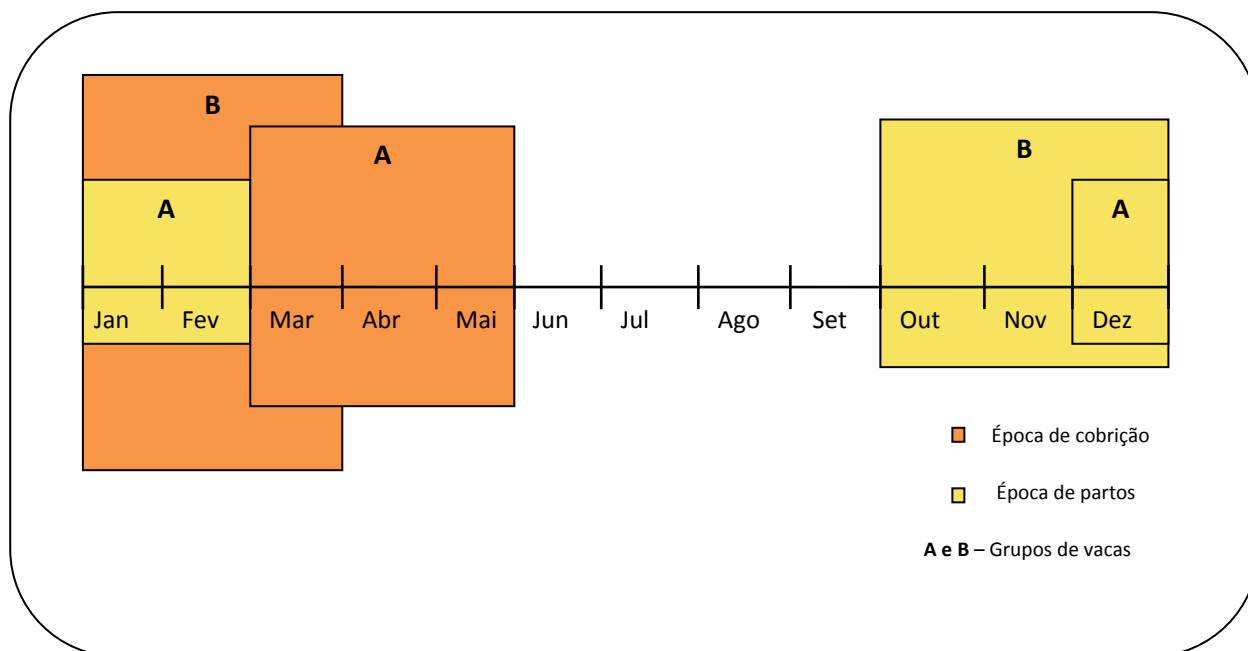 B
A
B
A
A
Jan Fev Mar Abr Mai Jun Jul Ago Set Out Nov Dez
Época de cobrição
Época de partos
A e B – Grupos de vacas